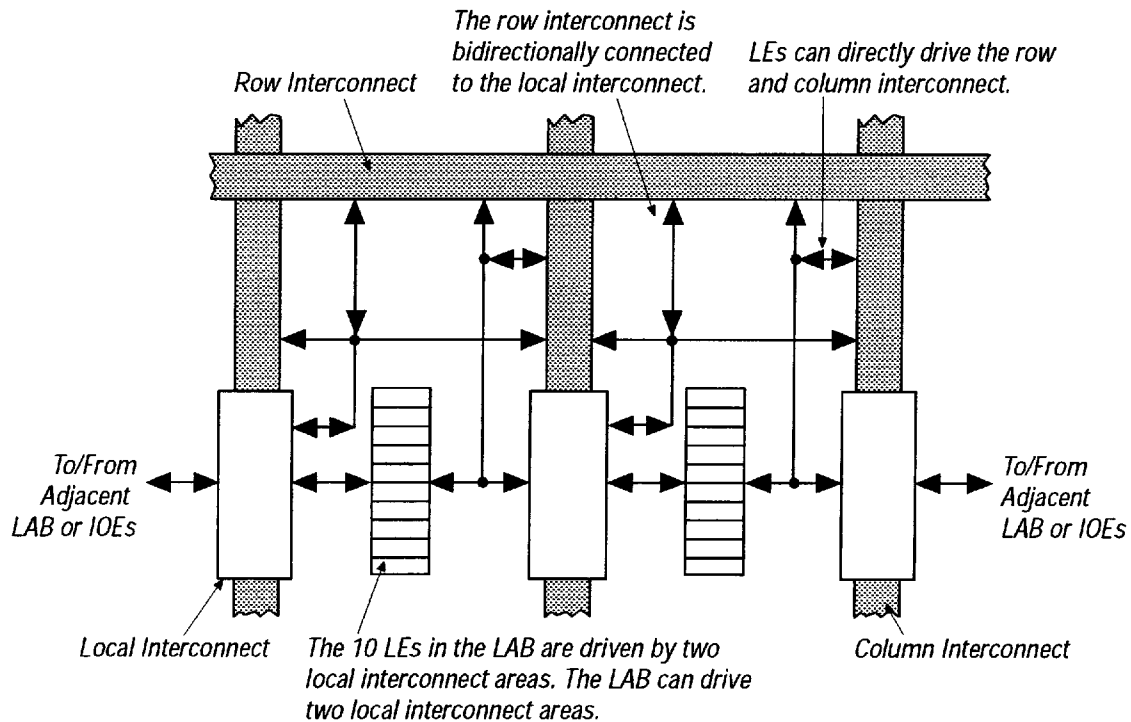 The row interconnect is
bidirectionally connected
to the local interconnect.
LEs can directly drive the row
and column interconnect.
Row Interconnect
To/From
Adjacent
LAB or IOEs
To/From
Adjacent
LAB or IOEs
Local Interconnect
The 10 LEs in the LAB are driven by two
local interconnect areas. The LAB can drive
two local interconnect areas.
Column Interconnect